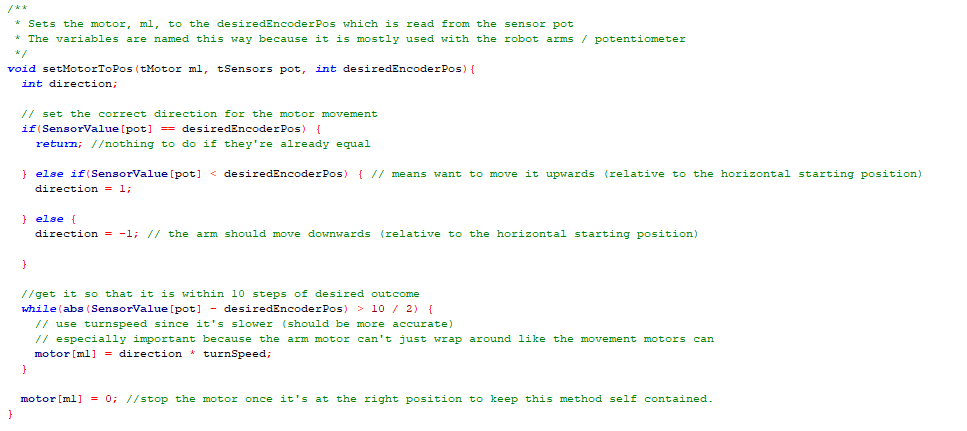 /**
 * Sets the motor, ml, to the desiredEncoderPos which is read from the sensor pot
 * The variables are named this way because it is mostly used with the robot arms / potentiometer
 */
void setMotorToPos(tMotor ml, tSensors pot, int desiredEncoderPos){
  int direction;

  // set the correct direction for the motor movement
  if(SensorValue[pot] == desiredEncoderPos) {
    return; //nothing to do if they're already equal

  } else if(SensorValue[pot] < desiredEncoderPos) { // means want to move it upwards (relative to the horizontal starting position)
    direction = 1;

  } else {
    direction = -1; // the arm should move downwards (relative to the horizontal starting position)

  }

  //get it so that it is within 10 steps of desired outcome
  while(abs(SensorValue[pot] - desiredEncoderPos) > 10 / 2) {
    // use turnspeed since it's slower (should be more accurate)
    // especially important because the arm motor can't just wrap around like the movement motors can
    motor[ml] = direction * turnSpeed;
  }

  motor[ml] = 0; //stop the motor once it's at the right position to keep this method self contained.
}